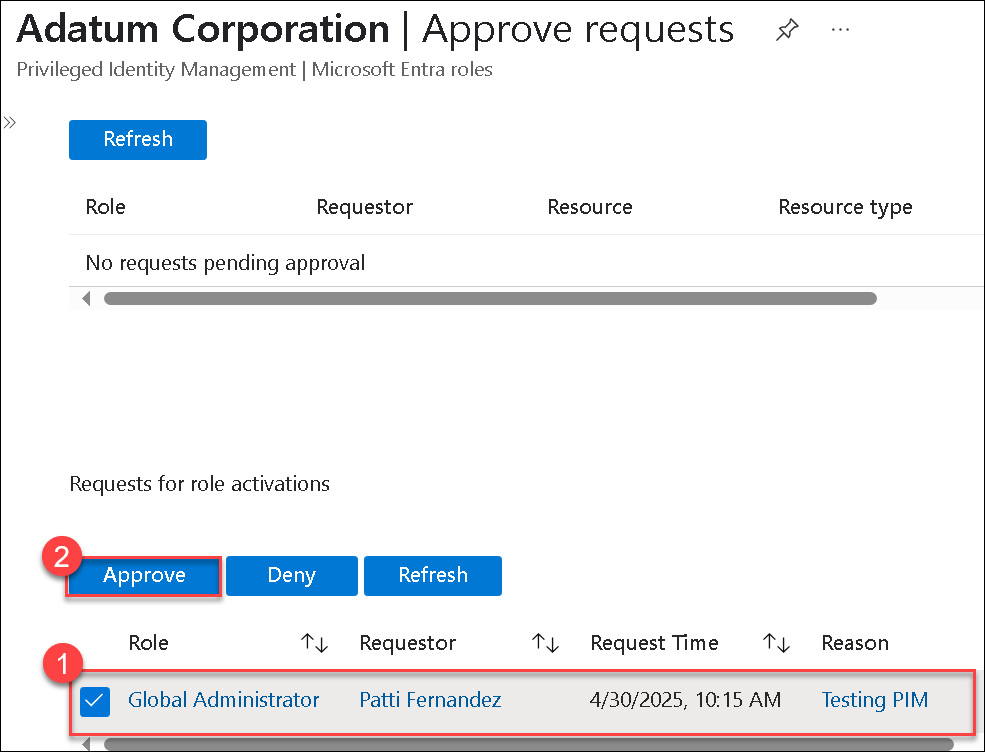 Adatum Corporation | Approve requests ...
Privileged Identity Management | Microsoft Entra roles
Refresh
Role Requestor Resource Resource type
No requests pending approval
Requests for role activations
2
Approve Deny Refresh
Role Requestor Request Time Reason
1
Global Administrator Patti Fernandez 4/30/2025, 10:15 AM Testing PIM